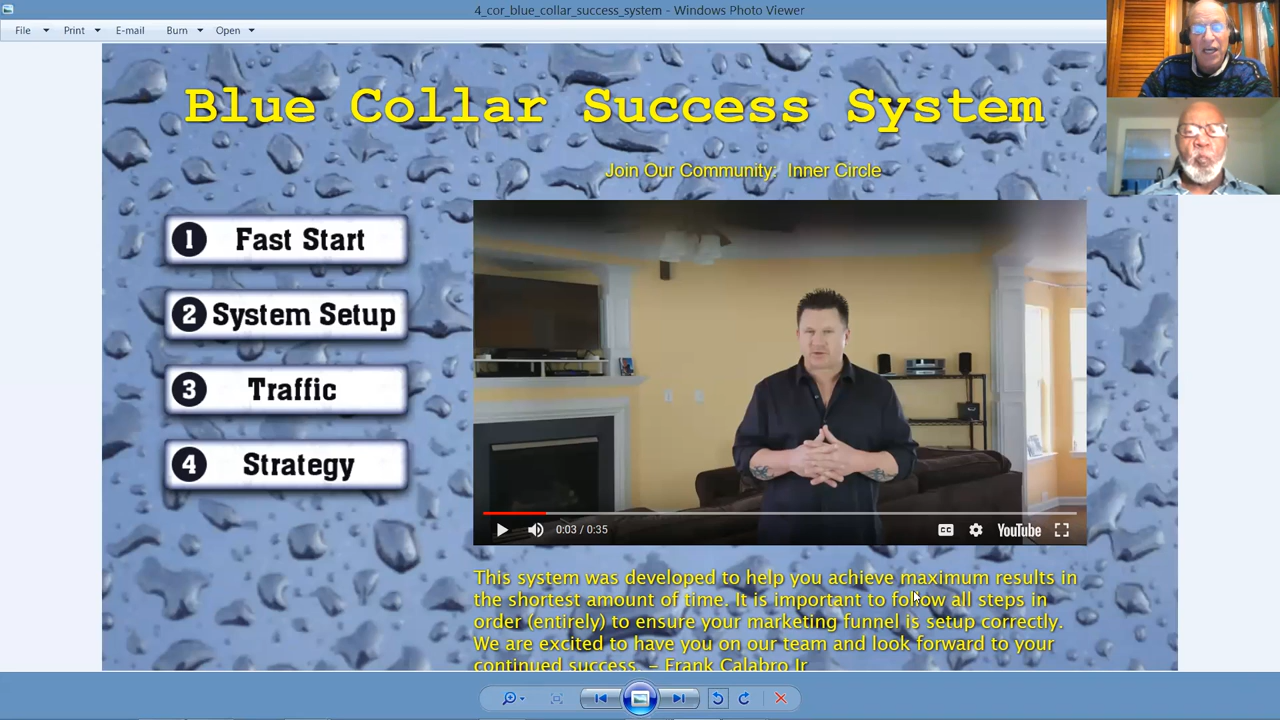 4_cor_blue_collar_success_system - Windows Photo Viewer
File Print E-mail Burn Open
Blue Collar Success System
Join Our Community: Inner Circle
1 Fast Start
2 System Setup
3 Traffic
4 Strategy
0:03 / 0:35 CC YouTube
This system was developed to help you achieve maximum results in
the shortest amount of time. It is important to follow all steps in
order (entirely) to ensure your marketing funnel is setup correctly.
We are excited to have you on our team and look forward to your
continued success. - Frank Calabro Jr